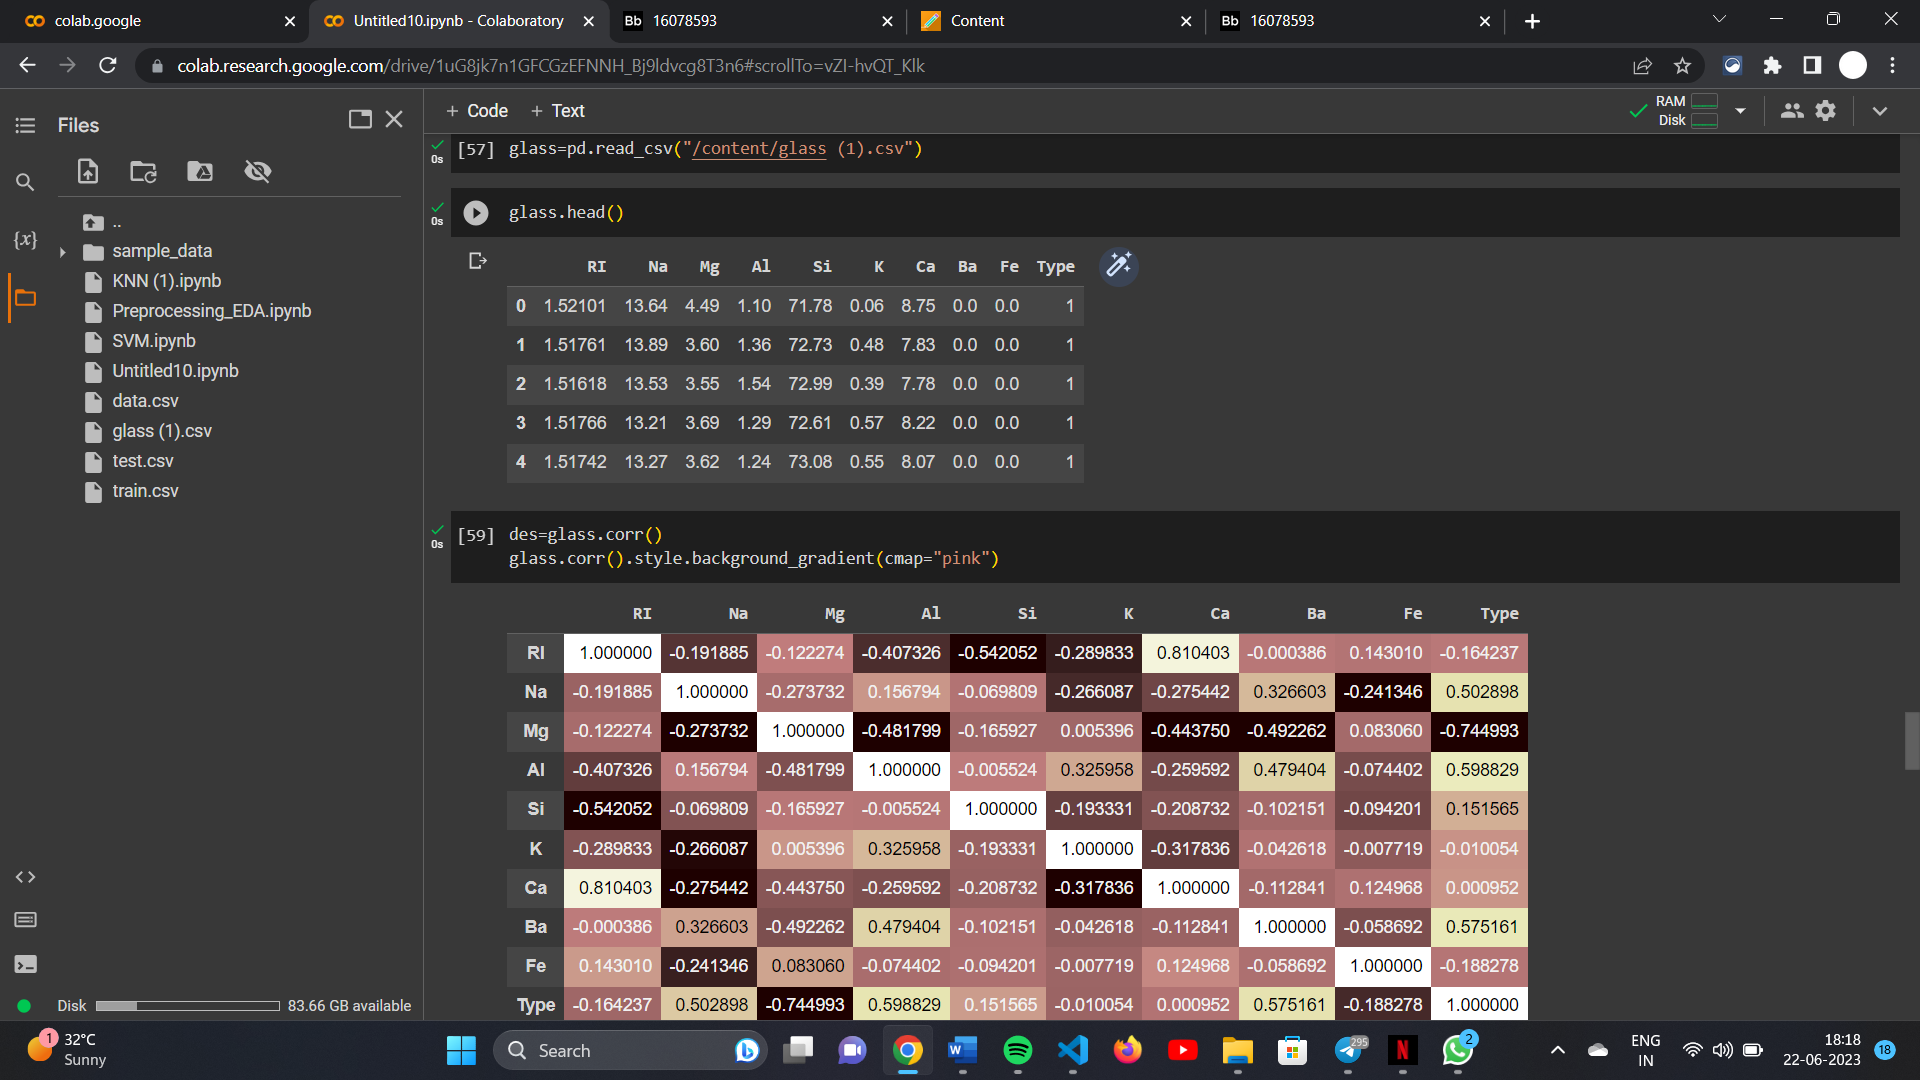 colab.google
Untitled10.ipynb - Colaboratory
Bb 16078593
Content
Bb 16078593
colab.research.google.com/drive/1uG8jk7n1GFCGzEFNNH_Bj9ldvcg8T3n6#scrollTo=vZI-hvQT_Klk
Files
+ Code + Text
RAM
Disk
{x}
..
sample_data
KNN (1).ipynb
Preprocessing_EDA.ipynb
SVM.ipynb
Untitled10.ipynb
data.csv
glass (1).csv
test.csv
train.csv
Disk 83.66 GB available
0s [57] glass=pd.read_csv("/content/glass (1).csv")
0s glass.head()
RI Na Mg Al Si K Ca Ba Fe Type
0 1.52101 13.64 4.49 1.10 71.78 0.06 8.75 0.0 0.0 1
1 1.51761 13.89 3.60 1.36 72.73 0.48 7.83 0.0 0.0 1
2 1.51618 13.53 3.55 1.54 72.99 0.39 7.78 0.0 0.0 1
3 1.51766 13.21 3.69 1.29 72.61 0.57 8.22 0.0 0.0 1
4 1.51742 13.27 3.62 1.24 73.08 0.55 8.07 0.0 0.0 1
0s [59] des=glass.corr()
glass.corr().style.background_gradient(cmap="pink")
RI Na Mg Al Si K Ca Ba Fe Type
RI 1.000000 -0.191885 -0.122274 -0.407326 -0.542052 -0.289833 0.810403 -0.000386 0.143010 -0.164237
Na -0.191885 1.000000 -0.273732 0.156794 -0.069809 -0.266087 -0.275442 0.326603 -0.241346 0.502898
Mg -0.122274 -0.273732 1.000000 -0.481799 -0.165927 0.005396 -0.443750 -0.492262 0.083060 -0.744993
Al -0.407326 0.156794 -0.481799 1.000000 -0.005524 0.325958 -0.259592 0.479404 -0.074402 0.598829
Si -0.542052 -0.069809 -0.165927 -0.005524 1.000000 -0.193331 -0.208732 -0.102151 -0.094201 0.151565
K -0.289833 -0.266087 0.005396 0.325958 -0.193331 1.000000 -0.317836 -0.042618 -0.007719 -0.010054
Ca 0.810403 -0.275442 -0.443750 -0.259592 -0.208732 -0.317836 1.000000 -0.112841 0.124968 0.000952
Ba -0.000386 0.326603 -0.492262 0.479404 -0.102151 -0.042618 -0.112841 1.000000 -0.058692 0.575161
Fe 0.143010 -0.241346 0.083060 -0.074402 -0.094201 -0.007719 0.124968 -0.058692 1.000000 -0.188278
Type -0.164237 0.502898 -0.744993 0.598829 0.151565 -0.010054 0.000952 0.575161 -0.188278 1.000000
1
32°C
Sunny
Search
295
2
ENG
IN
18:18
22-06-2023
18